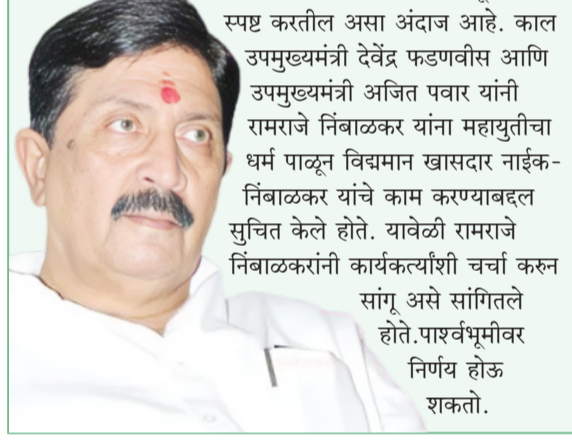 स्पष्ट करतील असा अंदाज आहे. काल
उपमुख्यमंत्री देवेंद्र फडणवीस आणि
उपमुख्यमंत्री अजित पवार यांनी
रामराजे निंबाळकर यांना महायुतीचा
धर्म पाळून विद्यमान खासदार नाईक-
निंबाळकर यांचे काम करण्याबद्दल
सुचित केले होते. यावेळी रामराजे
निंबाळकरांनी कार्यकर्त्यांशी चर्चा करुन
सांगू असे सांगितले
होते.पार्श्वभूमीवर
निर्णय होऊ
शकतो.